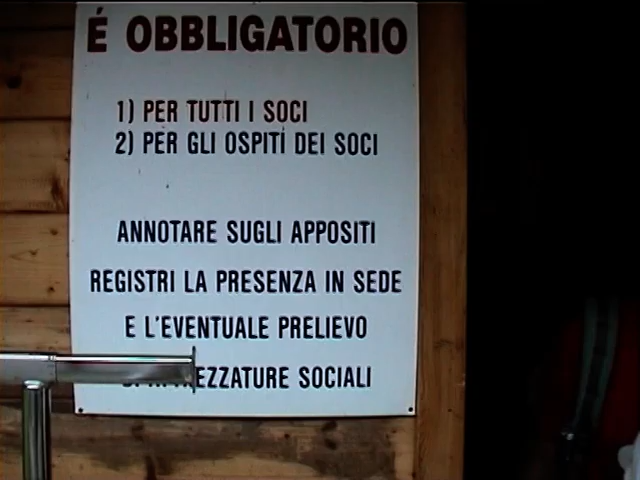 É OBBLIGATORIO
1) PER TUTTI I SOCI
2) PER GLI OSPITI DEI SOCI
ANNOTARE SUGLI APPOSITI
REGISTRI LA PRESENZA IN SEDE
E L'EVENTUALE PRELIEVO
SOCIALI